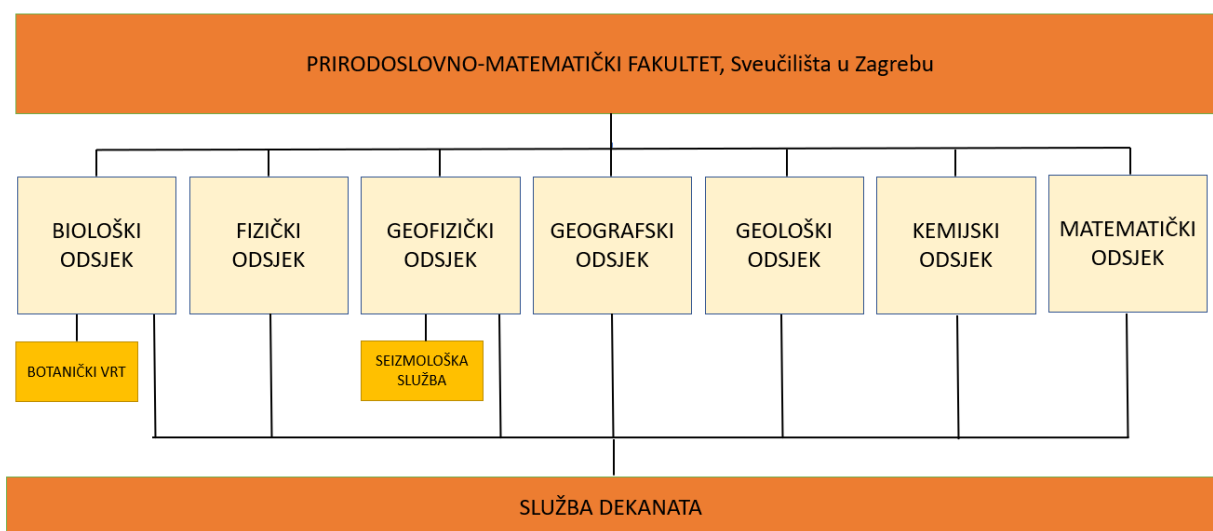 PRIRODOSLOVNO-MATEMATIČKI FAKULTET, Sveučilišta u Zagrebu
BIOLOŠKI
ODSJEK
FIZIČKI
ODSJEK
GEOFIZIČKI
ODSJEK
GEOGRAFSKI
ODSJEK
GEOLOŠKI
ODSJEK
KEMIJSKI
ODSJEK
MATEMATIČKI
ODSJEK
BOTANIČKI VRT
SEIZMOLOŠKA
SLUŽBA
SLUŽBA DEKANATA